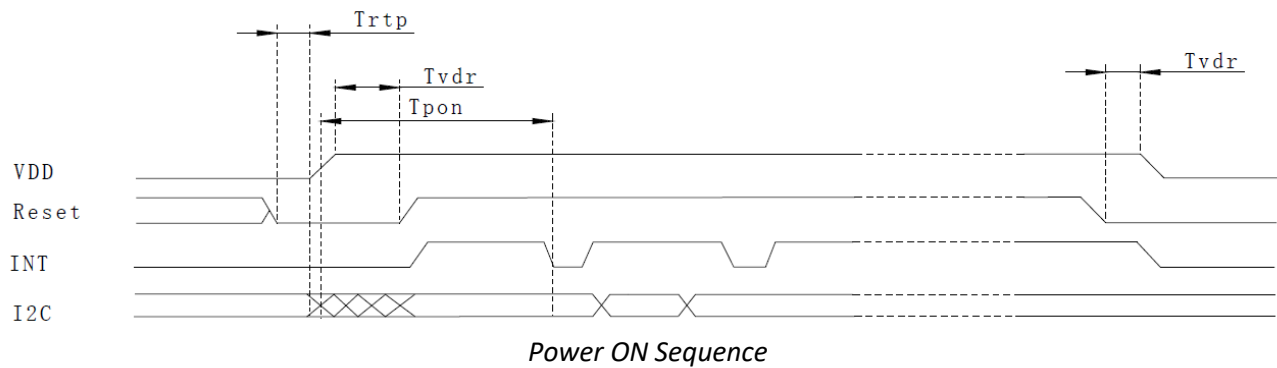 Trtp
Tvdr
Tvdr
Tpon
VDD
Reset
INT
I2C
Power ON Sequence